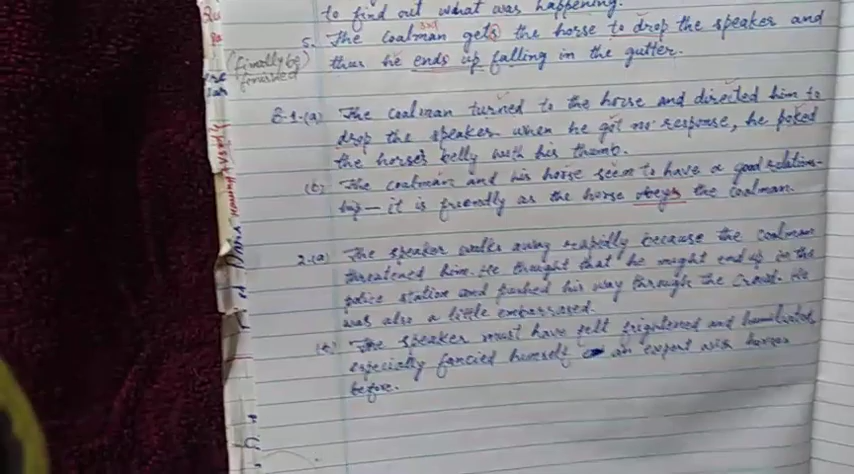 to find out what was happening.
5. The coalman gets the horse to drop the speaker and
thus he ends up falling in the gutter.
(finally be
finished
E-1.(a) The coalman turned to the horse and directed him to
drop the speaker when he got no response, he poked
the horse's belly with his thumb.
(b) The coalman and his horse seem to have a good relation-
hip - it is friendly as the horse obeys the coalman.
2.(a) The speaker walks away rapidly because the coalman
threatened him. He thought that he might end up in the
police station and pushed his way through the crowd. He
was also a little embarrased.
The speaker must have felt frigntened and
especially fancied himself an expert with horses
before.